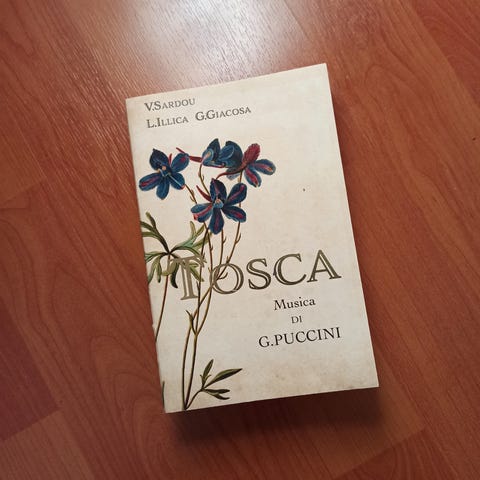 V.SARDOU
L.ILLICA G.GIACOSA
TOSCA
Musica
DI
G.PUCCINI